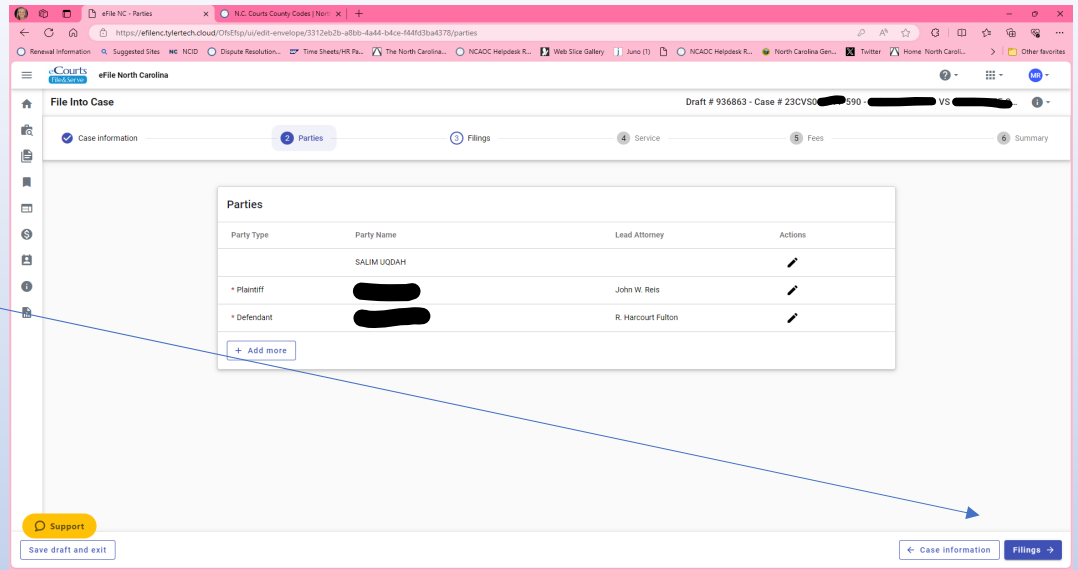 eFile NC - Parties
N.C. Courts County Codes | Nort
https://efilenc.tylertech.cloud/OfsEfsp/ui/edit-envelope/3312eb2b-a8bb-4a44-b4ce-f44fd3ba4378/parties
Renewal Information Suggested Sites NC NCID Dispute Resolution... Time Sheets/HR Pa... The North Carolina... NCAOC Helpdesk R... Web Slice Gallery Juno (1) NCAOC Helpdesk R... North Carolina Gen... Twitter Home North Caroli... Other favorites
eCourts
File&Serve
eFile North Carolina
MR
File Into Case
Draft # 936863 - Case # 23CVS0 590 - VS
Case information 2 Parties 3 Filings 4 Service 5 Fees 6 Summary
Parties
Party Type Party Name Lead Attorney Actions
SALIM UQDAH
* Plaintiff John W. Reis
* Defendant R. Harcourt Fulton
+ Add more
Support
Save draft and exit
← Case information
Filings →